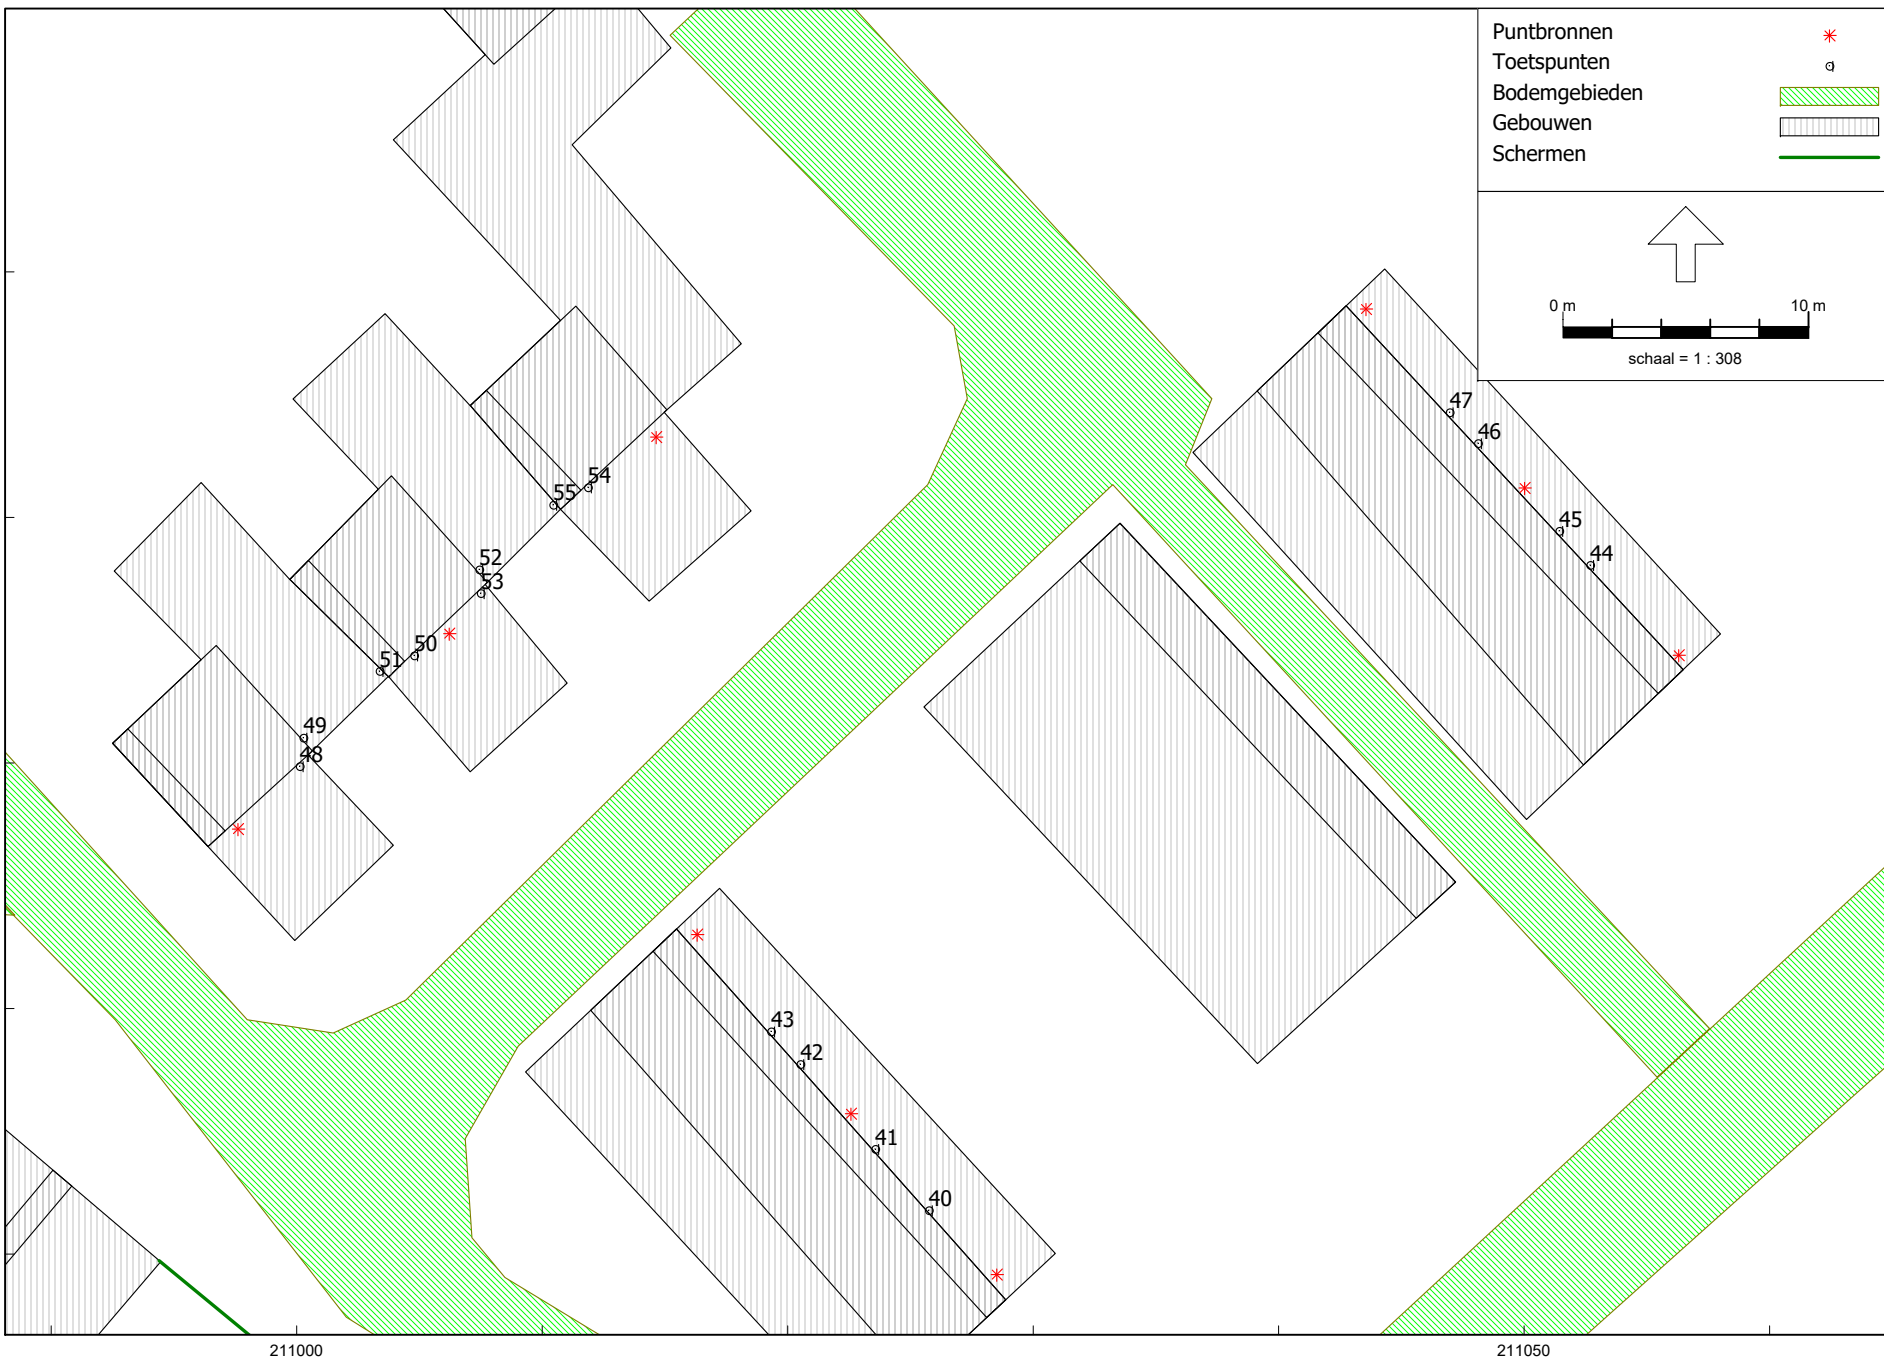 Puntbronnen
Toetspunten
Bodemgebieden
Gebouwen
Schermen
0 m 10 m
schaal = 1 : 308
47
46
45
44
54
55
52
53
50
51
49
48
43
42
41
40
211000 211050